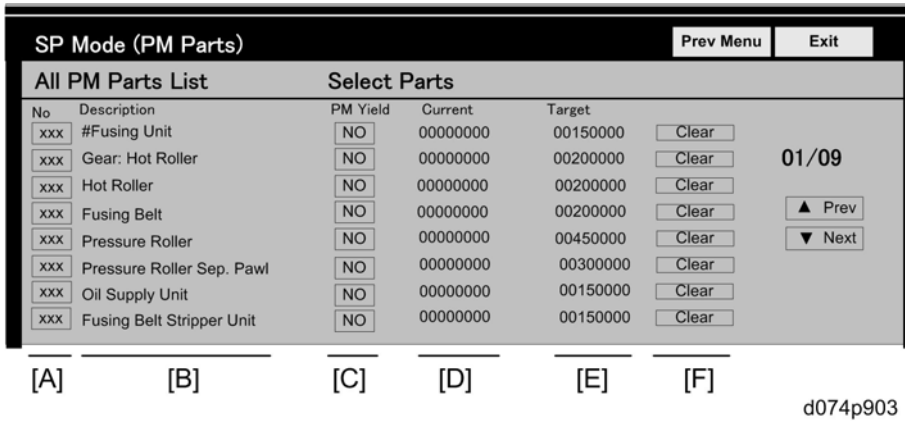 SP Mode (PM Parts) Prev Menu Exit
All PM Parts List Select Parts
No Description PM Yield Current Target
xxx #Fusing Unit NO 00000000 00150000 Clear
xxx Gear: Hot Roller NO 00000000 00200000 Clear 01/09
xxx Hot Roller NO 00000000 00200000 Clear
xxx Fusing Belt NO 00000000 00200000 Clear ▲ Prev
xxx Pressure Roller NO 00000000 00450000 Clear ▼ Next
xxx Pressure Roller Sep. Pawl NO 00000000 00300000 Clear
xxx Oil Supply Unit NO 00000000 00150000 Clear
xxx Fusing Belt Stripper Unit NO 00000000 00150000 Clear
[A] [B] [C] [D] [E] [F]
d074p903